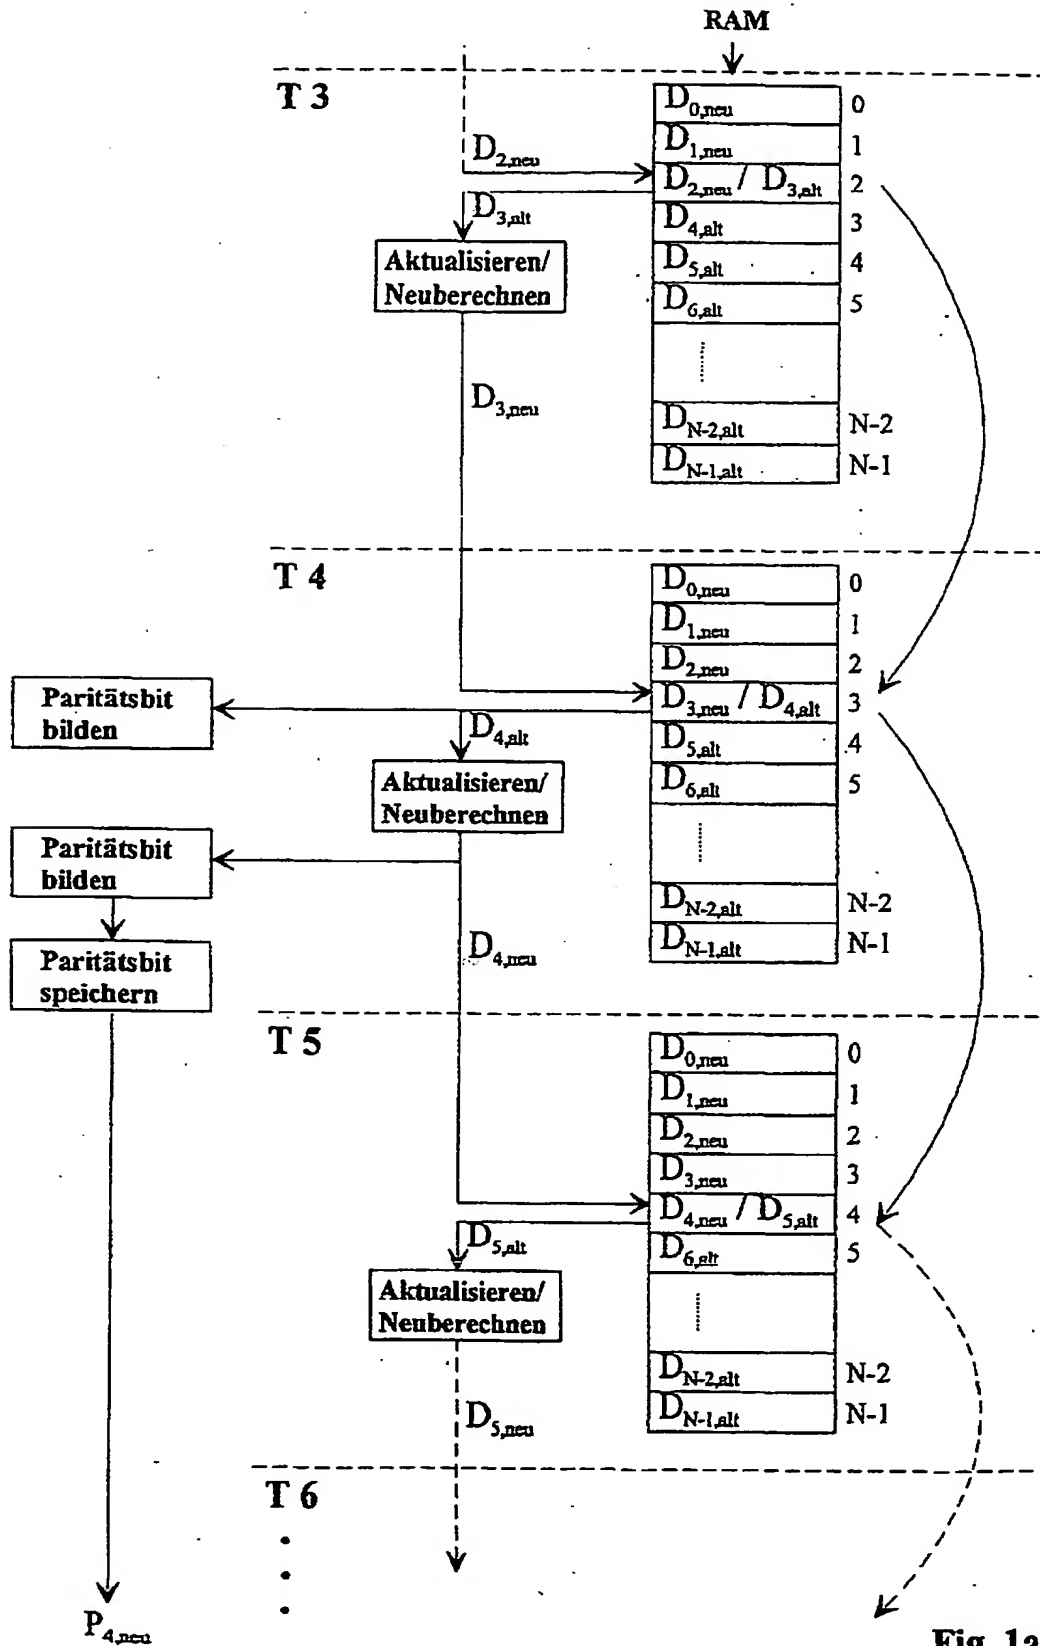 RAM
T 3
D0,neu 0
D1,neu 1
D2,neu
D2,neu / D3,alt 2
D3,alt
D4,alt 3
Aktualisieren/
Neuberechnen
D5,alt 4
D6,alt 5
D3,neu
DN-2,alt N-2
DN-1,alt N-1
T 4
D0,neu 0
D1,neu 1
D2,neu 2
Paritätsbit
bilden
D3,neu / D4,alt 3
D4,alt
D5,alt 4
Aktualisieren/
Neuberechnen
D6,alt 5
Paritätsbit
bilden
DN-2,alt N-2
D4,neu
DN-1,alt N-1
Paritätsbit
speichern
T 5
D0,neu 0
D1,neu 1
D2,neu 2
D3,neu 3
D4,neu / D5,alt 4
D5,alt
D6,alt 5
Aktualisieren/
Neuberechnen
DN-2,alt N-2
D5,neu
DN-1,alt N-1
T 6
P4,neu
Fig. 1a